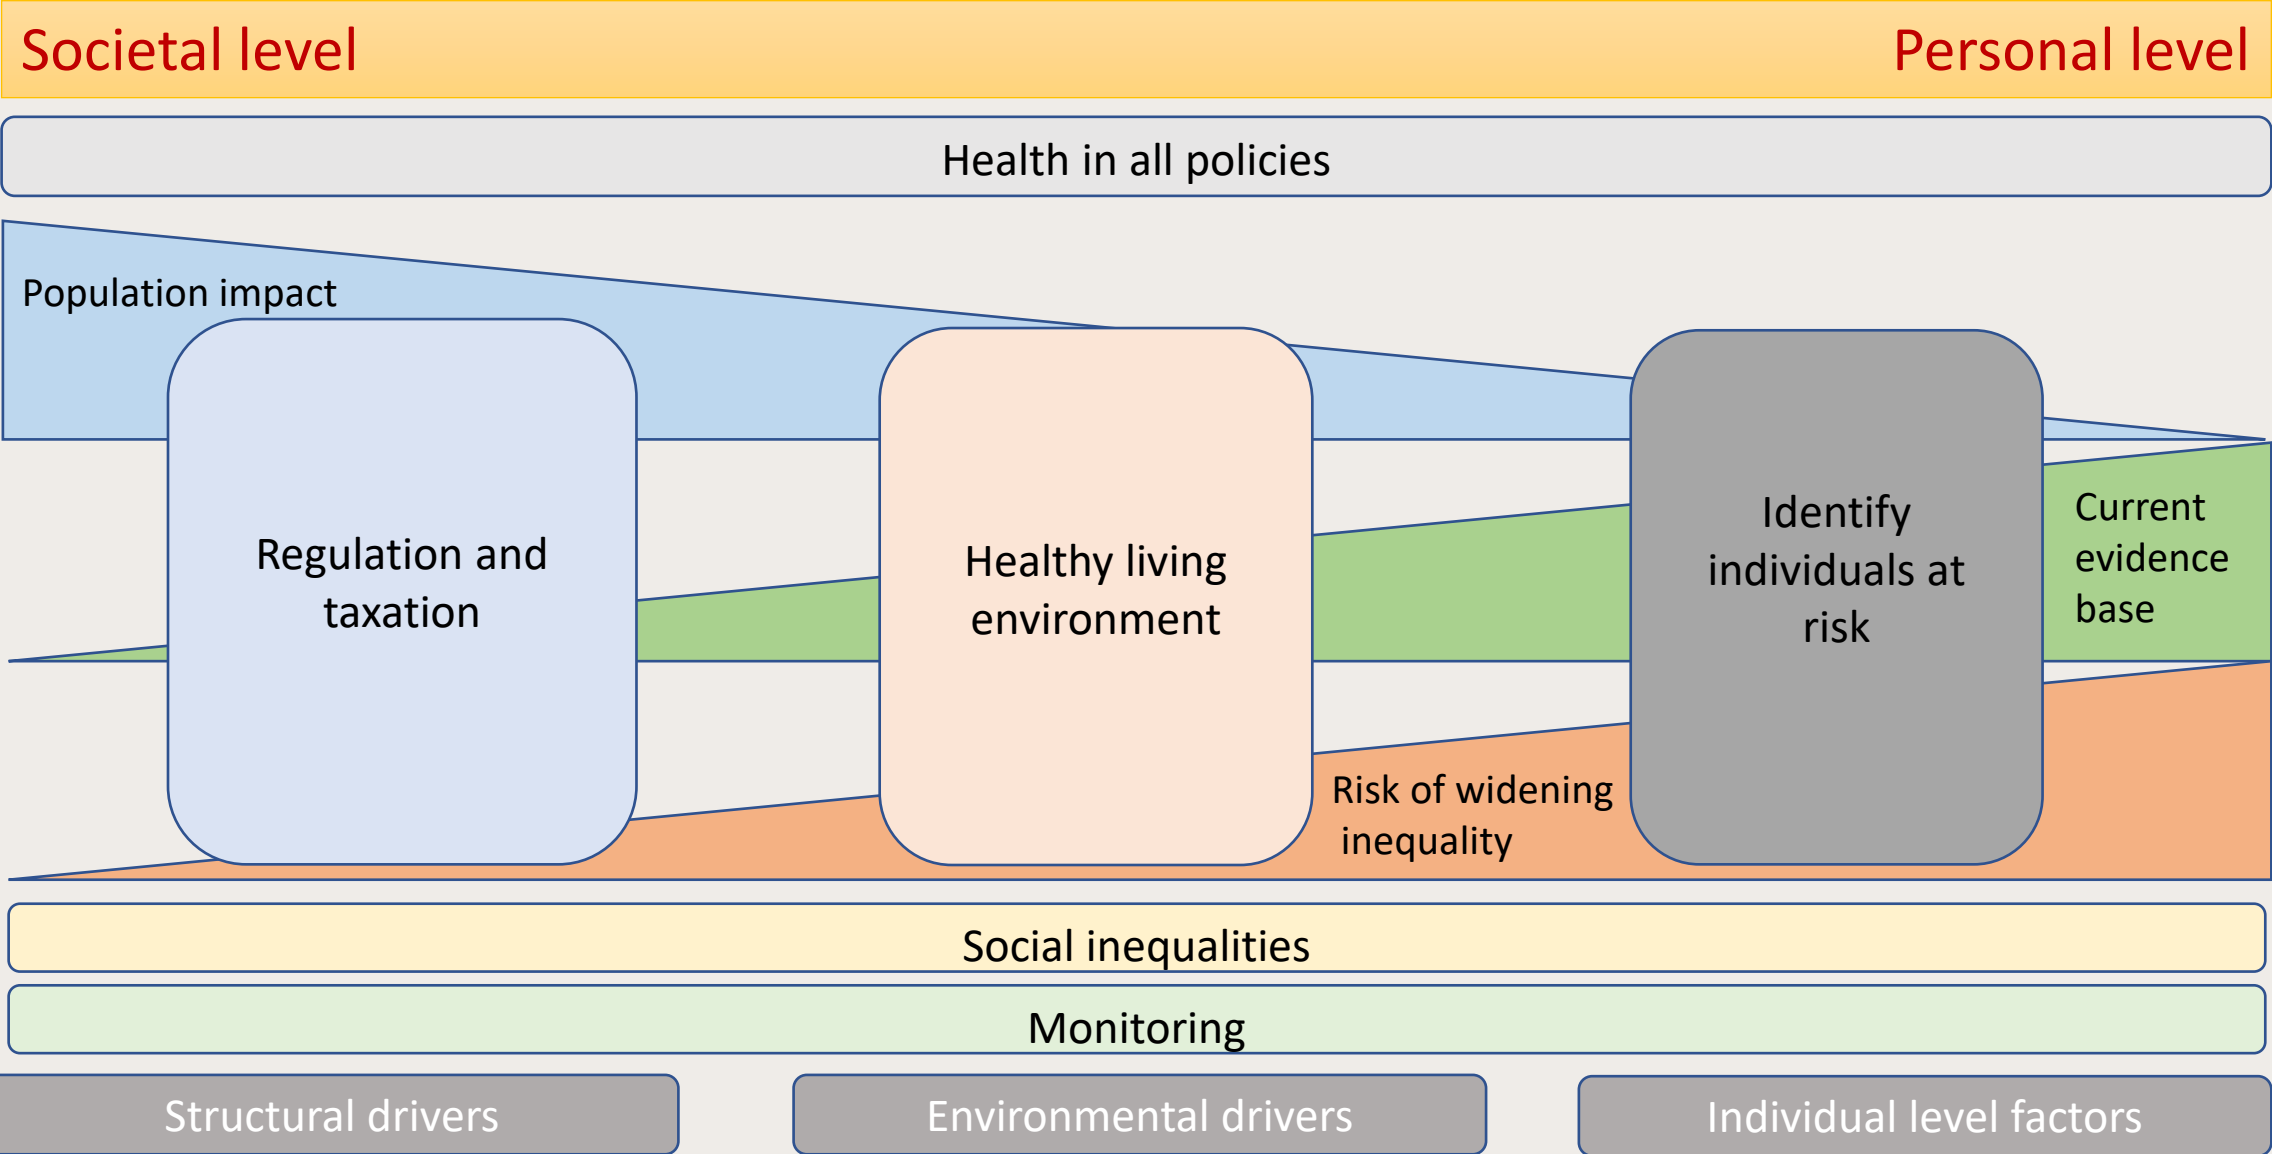 Societal level
Personal level
Health in all policies
Population impact
Regulation and
taxation
Healthy living
environment
Identify
individuals at
risk
Current
evidence
base
Risk of widening
inequality
Social inequalities
Monitoring
Structural drivers
Environmental drivers
Individual level factors